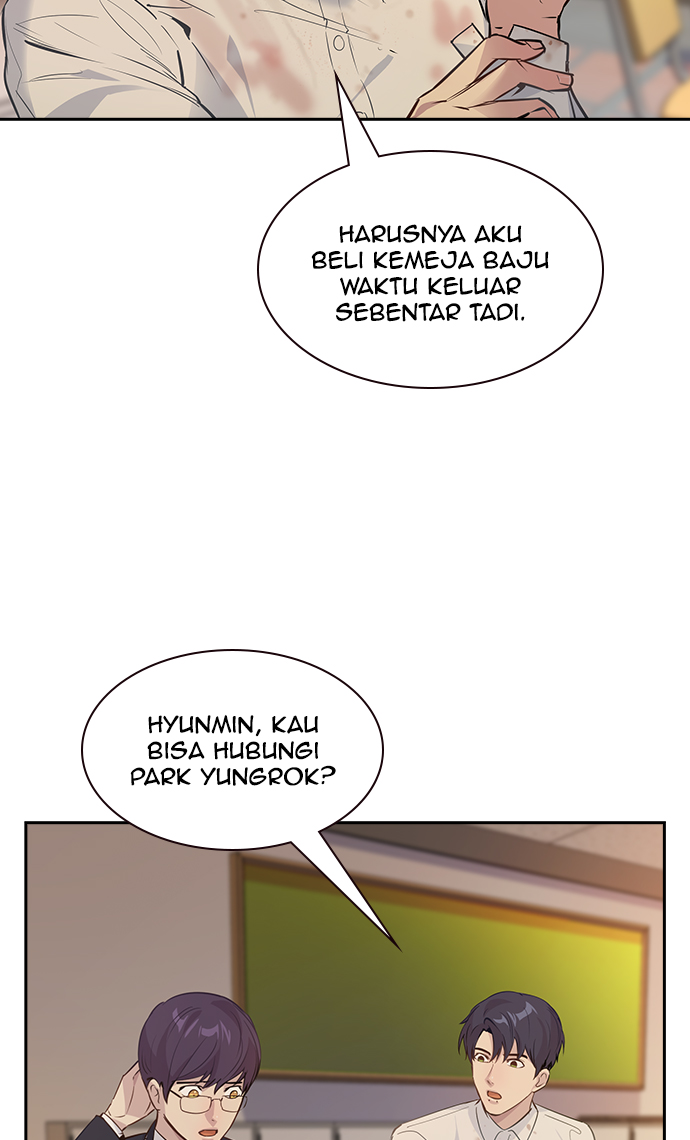 HARUSNYA AKU
BELI KEMEJA BAJU
WAKTU KELUAR
SEBENTAR TADI.
HYUNMIN, KAU
BISA HUBUNGI
PARK YUNGROK?